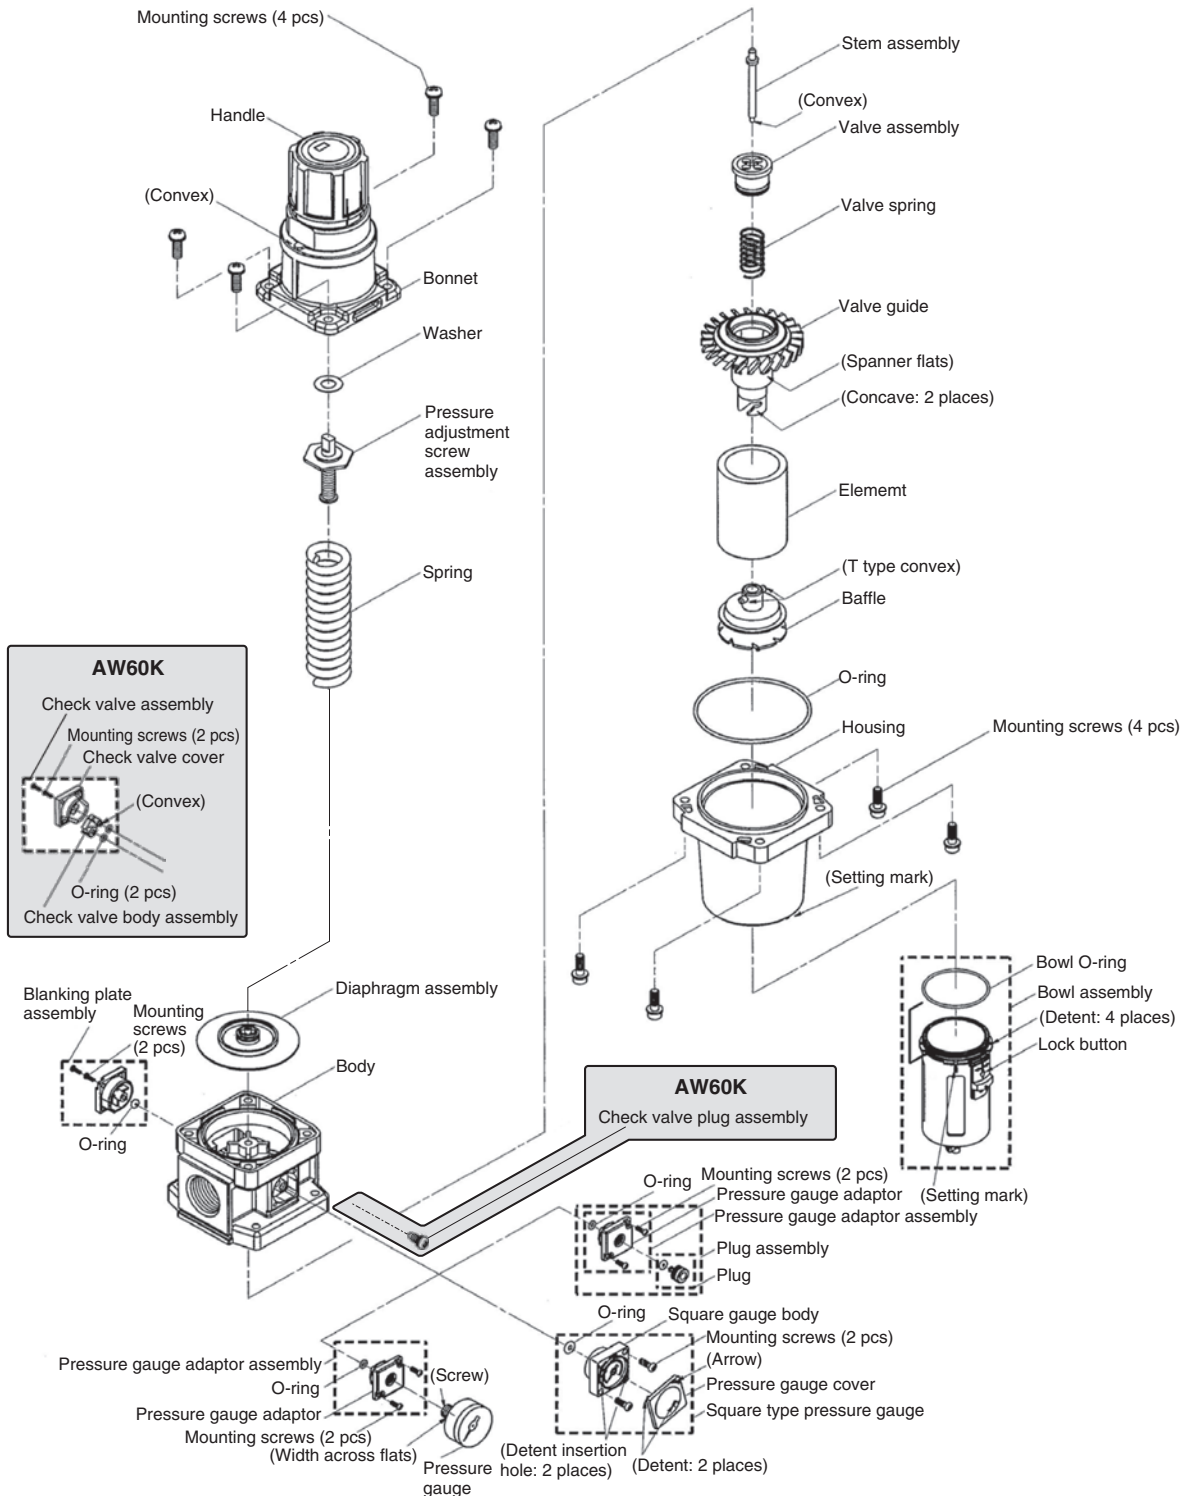 Mounting screws (4 pcs)
Handle
(Convex)
Bonnet
Washer
Pressure
adjustment
screw
assembly
Spring
AW60K
Check valve assembly
Mounting screws (2 pcs)
Check valve cover
(Convex)
O-ring (2 pcs)
Check valve body assembly
Diaphragm assembly
Blanking plate
assembly
Mounting
screws
(2 pcs)
O-ring
Body
Stem assembly
(Convex)
Valve assembly
Valve spring
Valve guide
(Spanner flats)
(Concave: 2 places)
Elememt
(T type convex)
Baffle
O-ring
Housing
Mounting screws (4 pcs)
(Setting mark)
Bowl O-ring
Bowl assembly
(Detent: 4 places)
Lock button
(Setting mark)
AW60K
Check valve plug assembly
O-ring
Mounting screws (2 pcs)
Pressure gauge adaptor
Pressure gauge adaptor assembly
Plug assembly
Plug
O-ring
Square gauge body
Mounting screws (2 pcs)
(Arrow)
Pressure gauge cover
Square type pressure gauge
(Detent insertion
hole: 2 places)
(Detent: 2 places)
Pressure gauge adaptor assembly
O-ring
(Screw)
Pressure gauge adaptor
Mounting screws (2 pcs)
(Width across flats)
Pressure
gauge